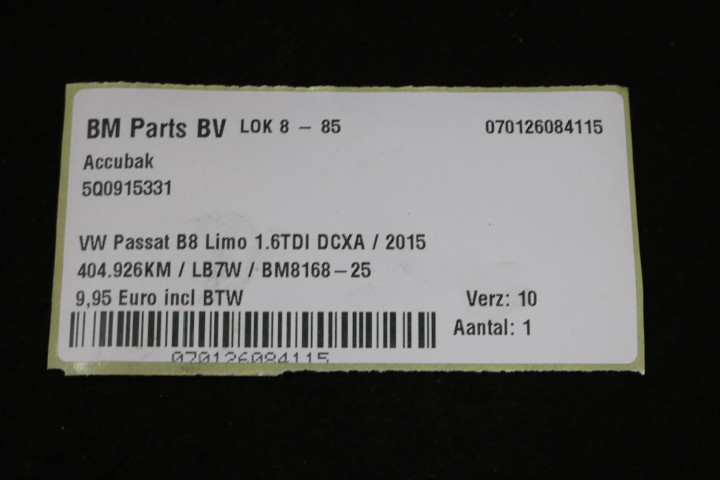 BM Parts BV LOK 8 – 85 070126084115
Accubak
5Q0915331
VW Passat B8 Limo 1.6TDI DCXA / 2015
404.926KM / LB7W / BM8168–25
9,95 Euro incl BTW Verz: 10
Aantal: 1
070126084115